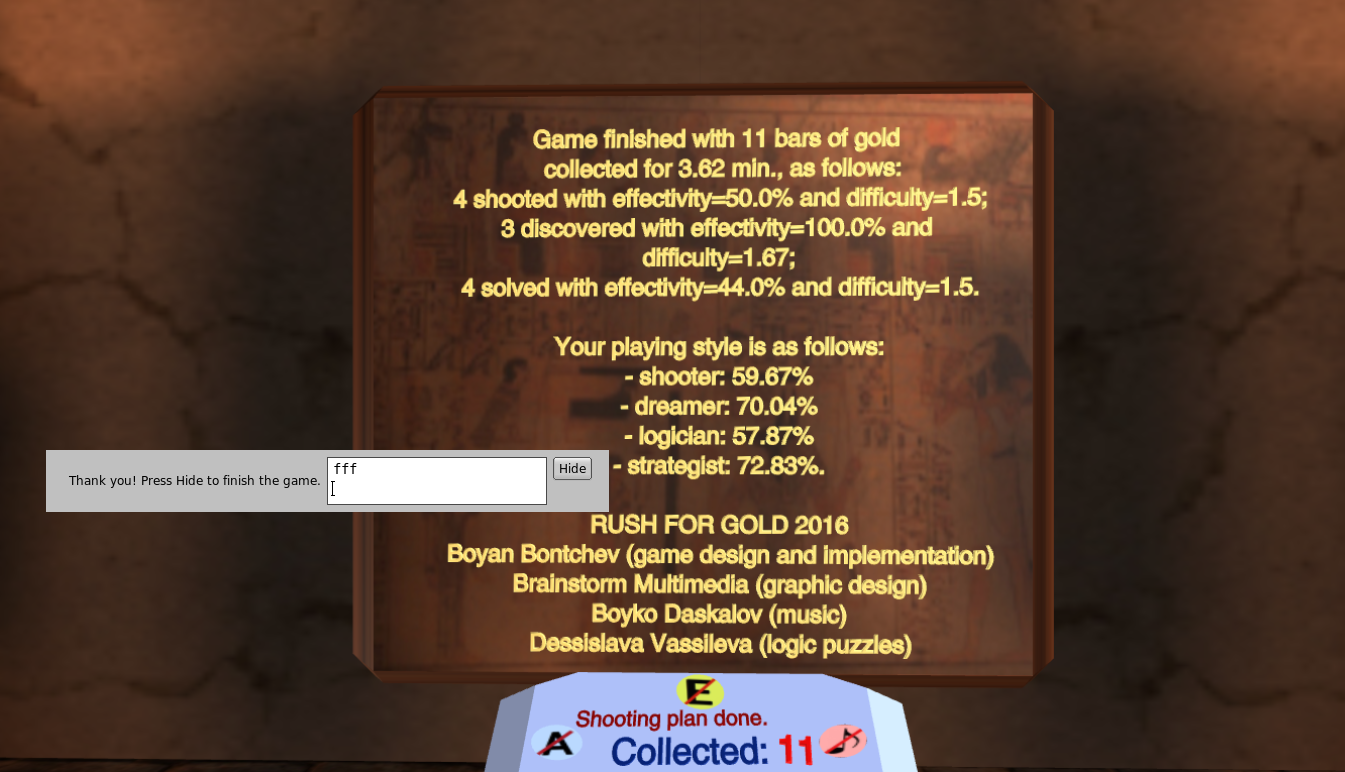 Game finished with 11 bars of gold
collected for 3.62 min., as follows:
4 shooted with effectivity=50.0% and difficulty=1.5;
3 discovered with effectivity=100.0% and
difficulty=1.67;
4 solved with effectivity=44.0% and difficulty=1.5.
Your playing style is as follows:
- shooter: 59.67%
- dreamer: 70.04%
- logician: 57.87%
- strategist: 72.83%.
Thank you! Press Hide to finish the game.
fff
Hide
RUSH FOR GOLD 2016
Boyan Bontchev (game design and implementation)
Brainstorm Multimedia (graphic design)
Boyko Daskalov (music)
Dessislava Vassileva (logic puzzles)
E
Shooting plan done.
A
Collected: 11